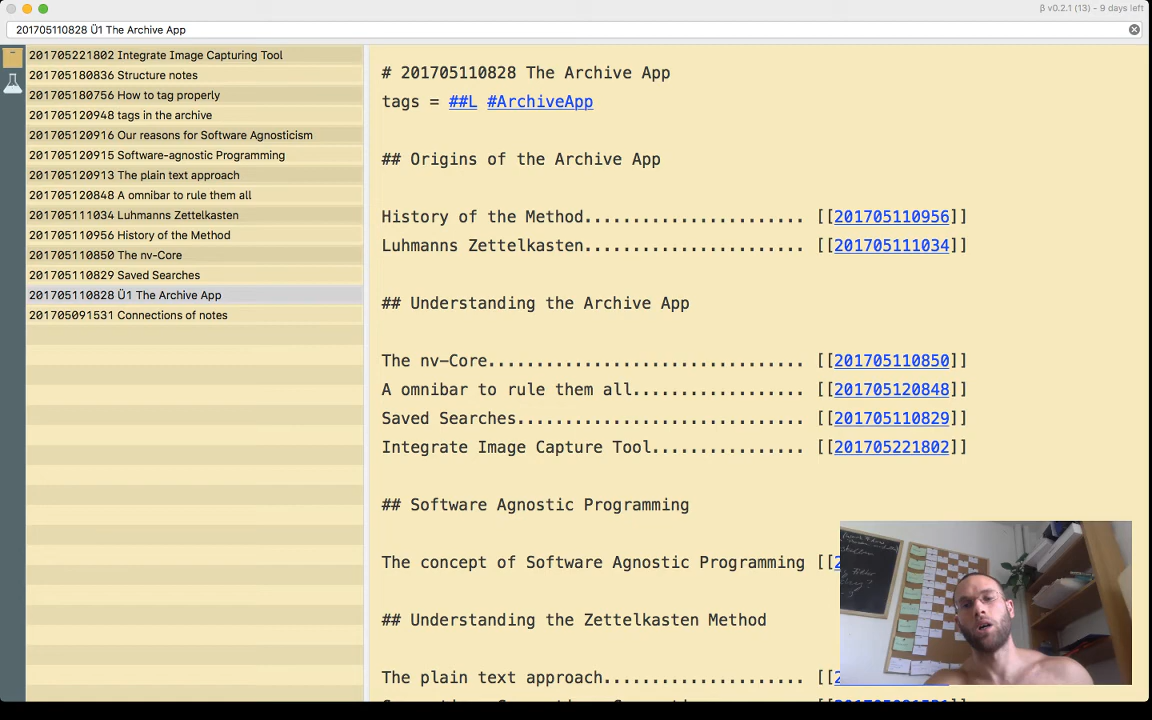 β v0.2.1 (13) - 9 days left
201705110828 Ü1 The Archive App
201705221802 Integrate Image Capturing Tool
201705180836 Structure notes
201705180756 How to tag properly
201705120948 tags in the archive
201705120916 Our reasons for Software Agnosticism
201705120915 Software-agnostic Programming
201705120913 The plain text approach
201705120848 A omnibar to rule them all
201705111034 Luhmanns Zettelkasten
201705110956 History of the Method
201705110850 The nv-Core
201705110829 Saved Searches
201705110828 Ü1 The Archive App
201705091531 Connections of notes
# 201705110828 The Archive App
tags = ##L #ArchiveApp
## Origins of the Archive App
History of the Method....................... [[201705110956]]
Luhmanns Zettelkasten....................... [[201705111034]]
## Understanding the Archive App
The nv-Core................................. [[201705110850]]
A omnibar to rule them all.................. [[201705120848]]
Saved Searches.............................. [[201705110829]]
Integrate Image Capture Tool................ [[201705221802]]
## Software Agnostic Programming
The concept of Software Agnostic Programming [[2
## Understanding the Zettelkasten Method
The plain text approach..................... [[2